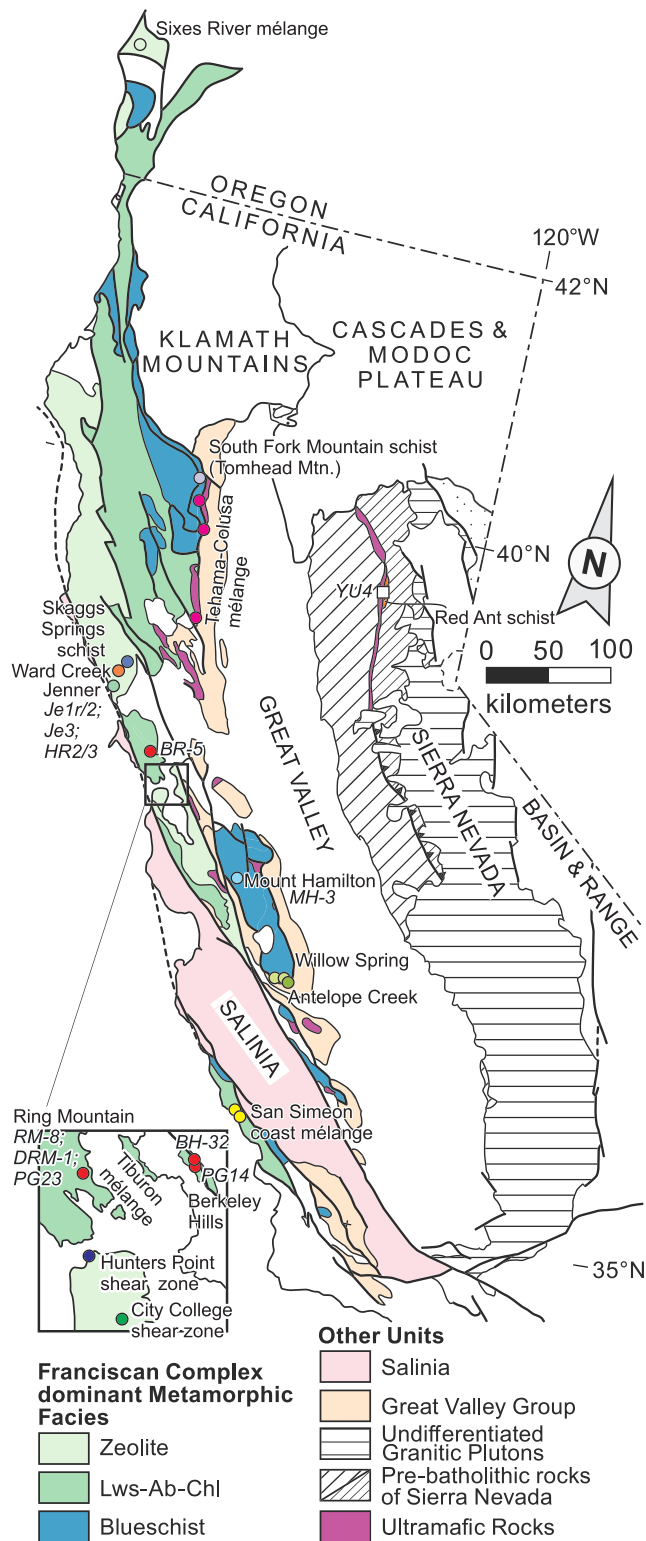 Sixes River mélange
OREGON
CALIFORNIA
120°W
42°N
KLAMATH
MOUNTAINS
CASCADES &
MODOC
PLATEAU
South Fork Mountain schist
(Tomhead Mtn.)
Tehama-Colusa
mélange
40°N
N
YU4
Red Ant schist
0 50 100
kilometers
Skaggs
Springs
schist
Ward Creek
Jenner
Je1r/2;
Je3;
HR2/3
BR-5
GREAT VALLEY
SIERRA NEVADA
BASIN & RANGE
Mount Hamilton
MH-3
Willow Spring
Antelope Creek
SALINIA
San Simeon
coast mélange
35°N
Ring Mountain
RM-8;
DRM-1;
PG23
Tiburon
mélange
BH-32
PG14
Berkeley
Hills
Hunters Point
shear zone
City College
shear zone
Franciscan Complex
dominant Metamorphic
Facies
Zeolite
Lws-Ab-Chl
Blueschist
Other Units
Salinia
Great Valley Group
Undifferentiated
Granitic Plutons
Pre-batholithic rocks
of Sierra Nevada
Ultramafic Rocks